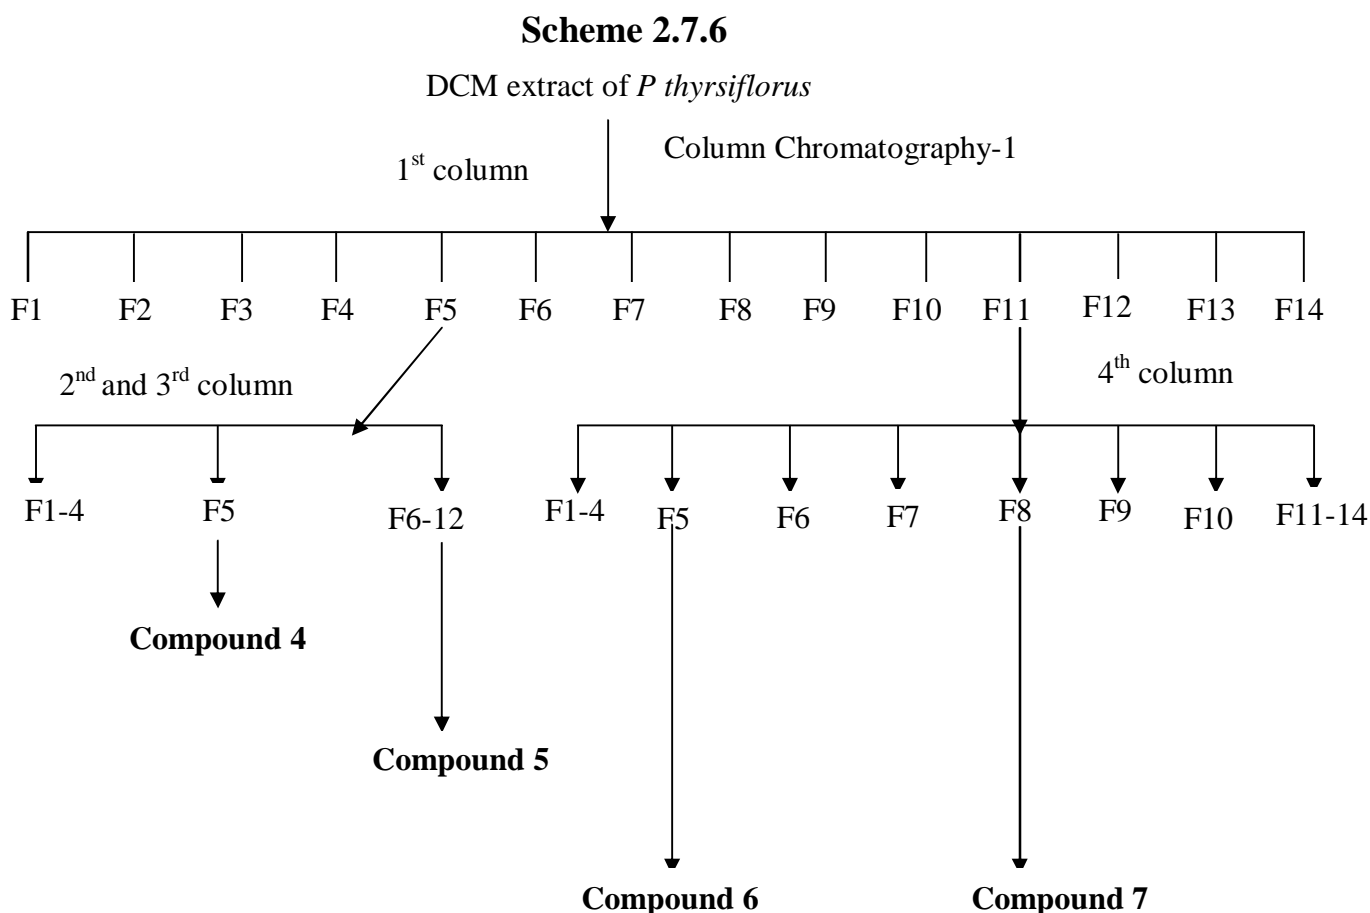 Scheme 2.7.6
DCM extract of P thyrsiflorus
Column Chromatography-1
1st column
F1 F2 F3 F4 F5 F6 F7 F8 F9 F10 F11 F12 F13 F14
2nd and 3rd column
4th column
F1-4 F5 F6-12 F1-4 F5 F6 F7 F8 F9 F10 F11-14
Compound 4
Compound 5
Compound 6 Compound 7